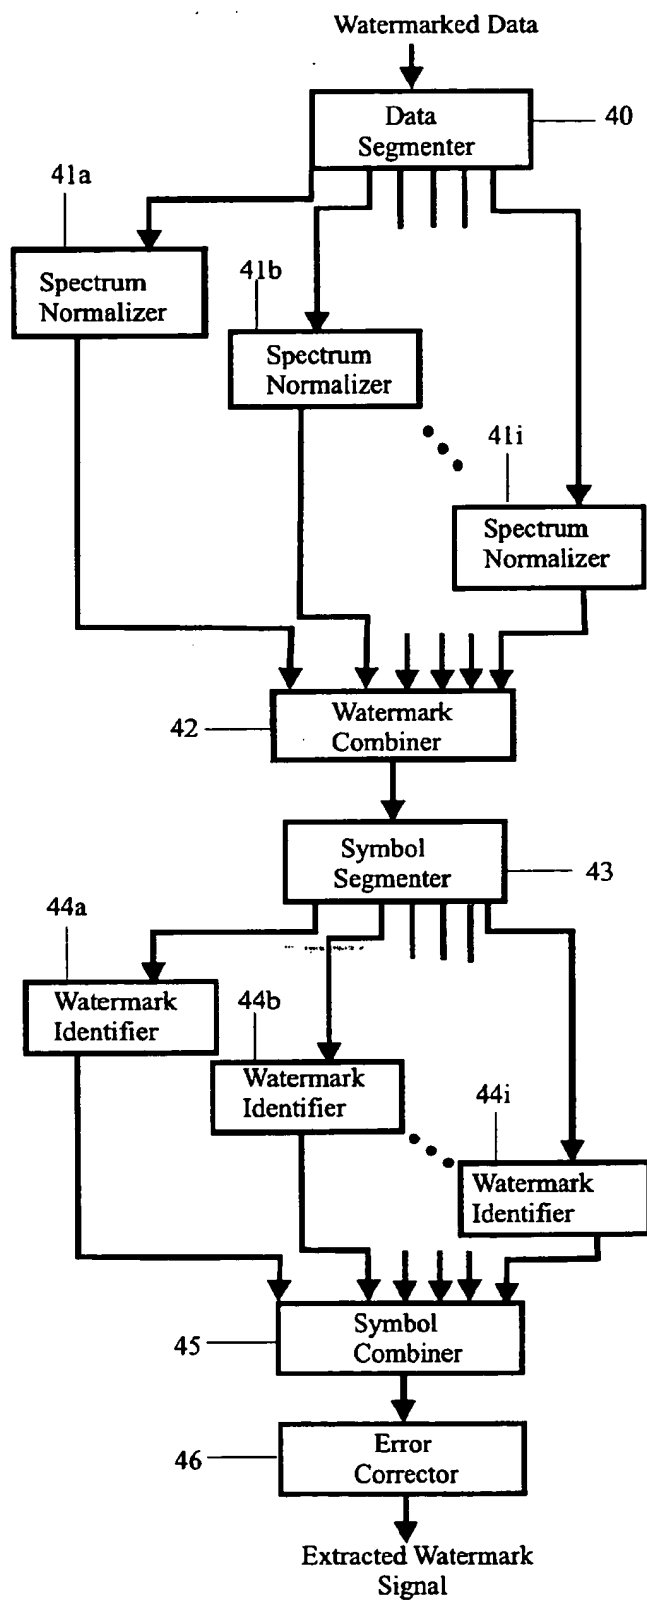 Watermarked Data
Data
Segmenter
40
41a
Spectrum
Normalizer
41b
Spectrum
Normalizer
41i
Spectrum
Normalizer
42
Watermark
Combiner
Symbol
Segmenter
43
44a
Watermark
Identifier
44b
Watermark
Identifier
44i
Watermark
Identifier
45
Symbol
Combiner
46
Error
Corrector
Extracted Watermark
Signal